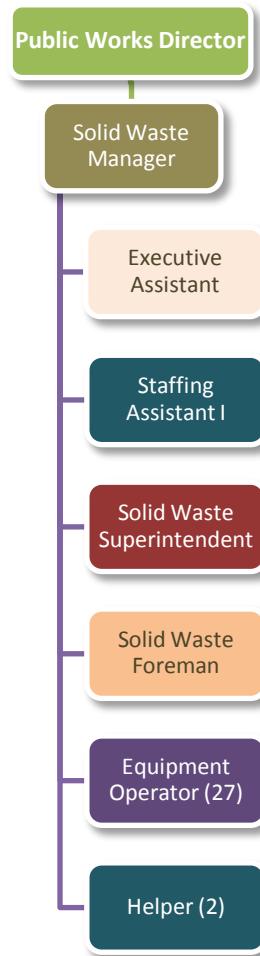 Public Works Director
Solid Waste
Manager
Executive
Assistant
Staffing
Assistant I
Solid Waste
Superintendent
Solid Waste
Foreman
Equipment
Operator (27)
Helper (2)